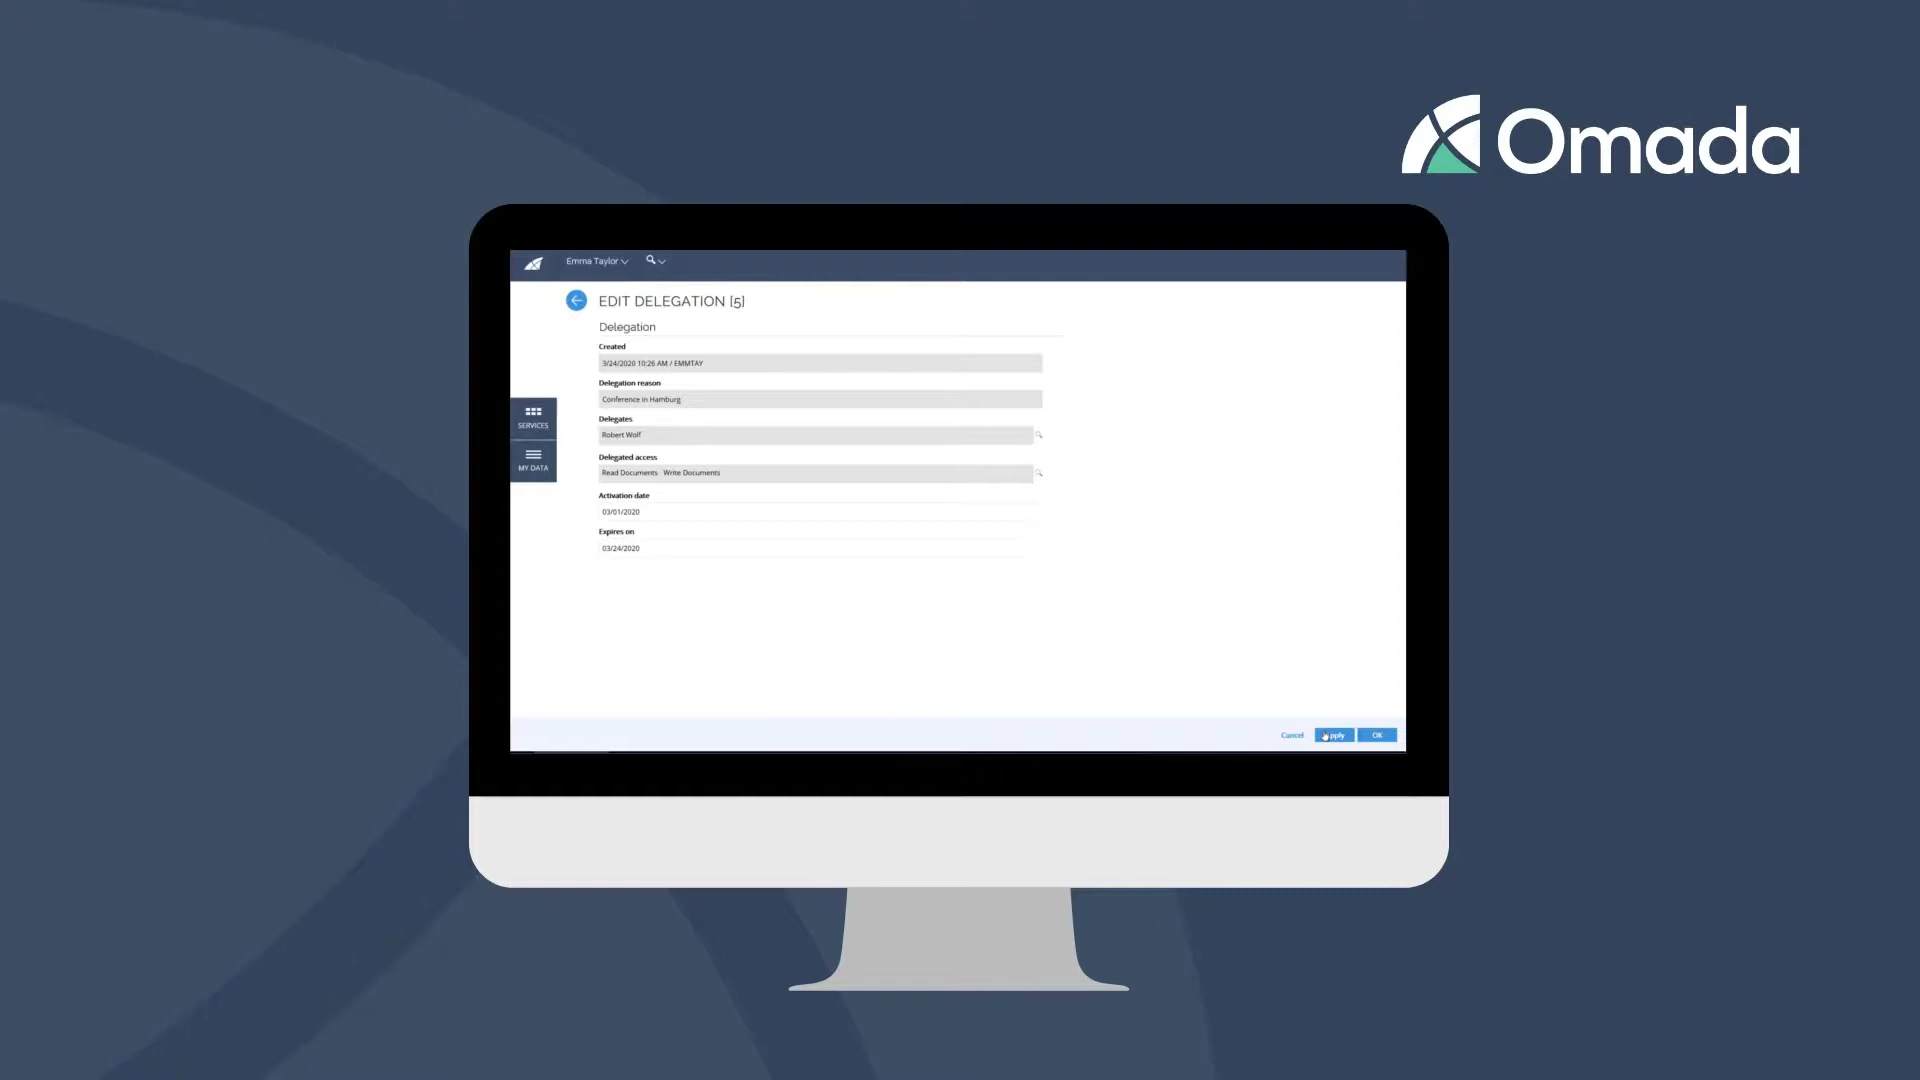 Omada
Emma Taylor
EDIT DELEGATION [5]
Delegation
Created
3/24/2020 10:26 AM / EMMTAY
Delegation reason
Conference in Hamburg
Delegates
Robert Wolf
Delegated access
Read Documents Write Documents
Activation date
03/01/2020
Expires on
03/24/2020
SERVICES
MY DATA
Cancel
Apply
OK